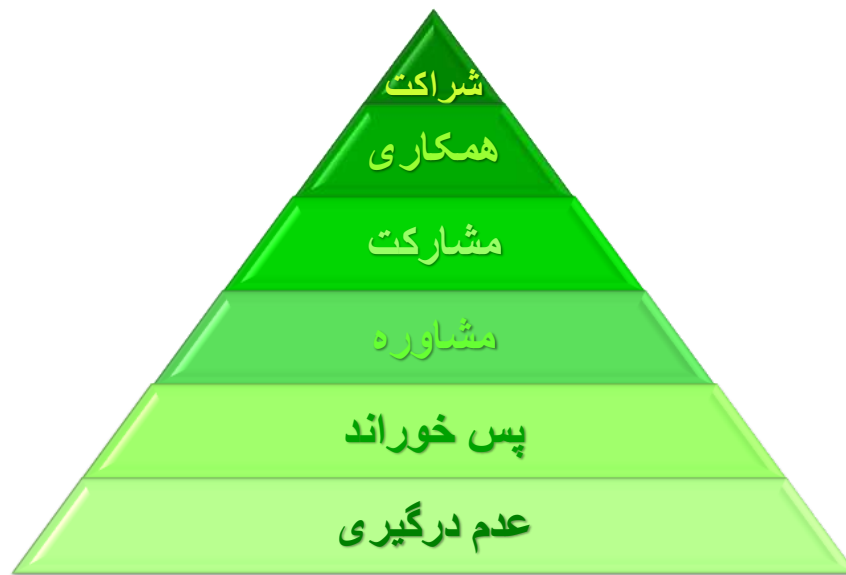 شراکت
همکاری
مشارکت
مشاوره
پس خوراند
عدم درگیری